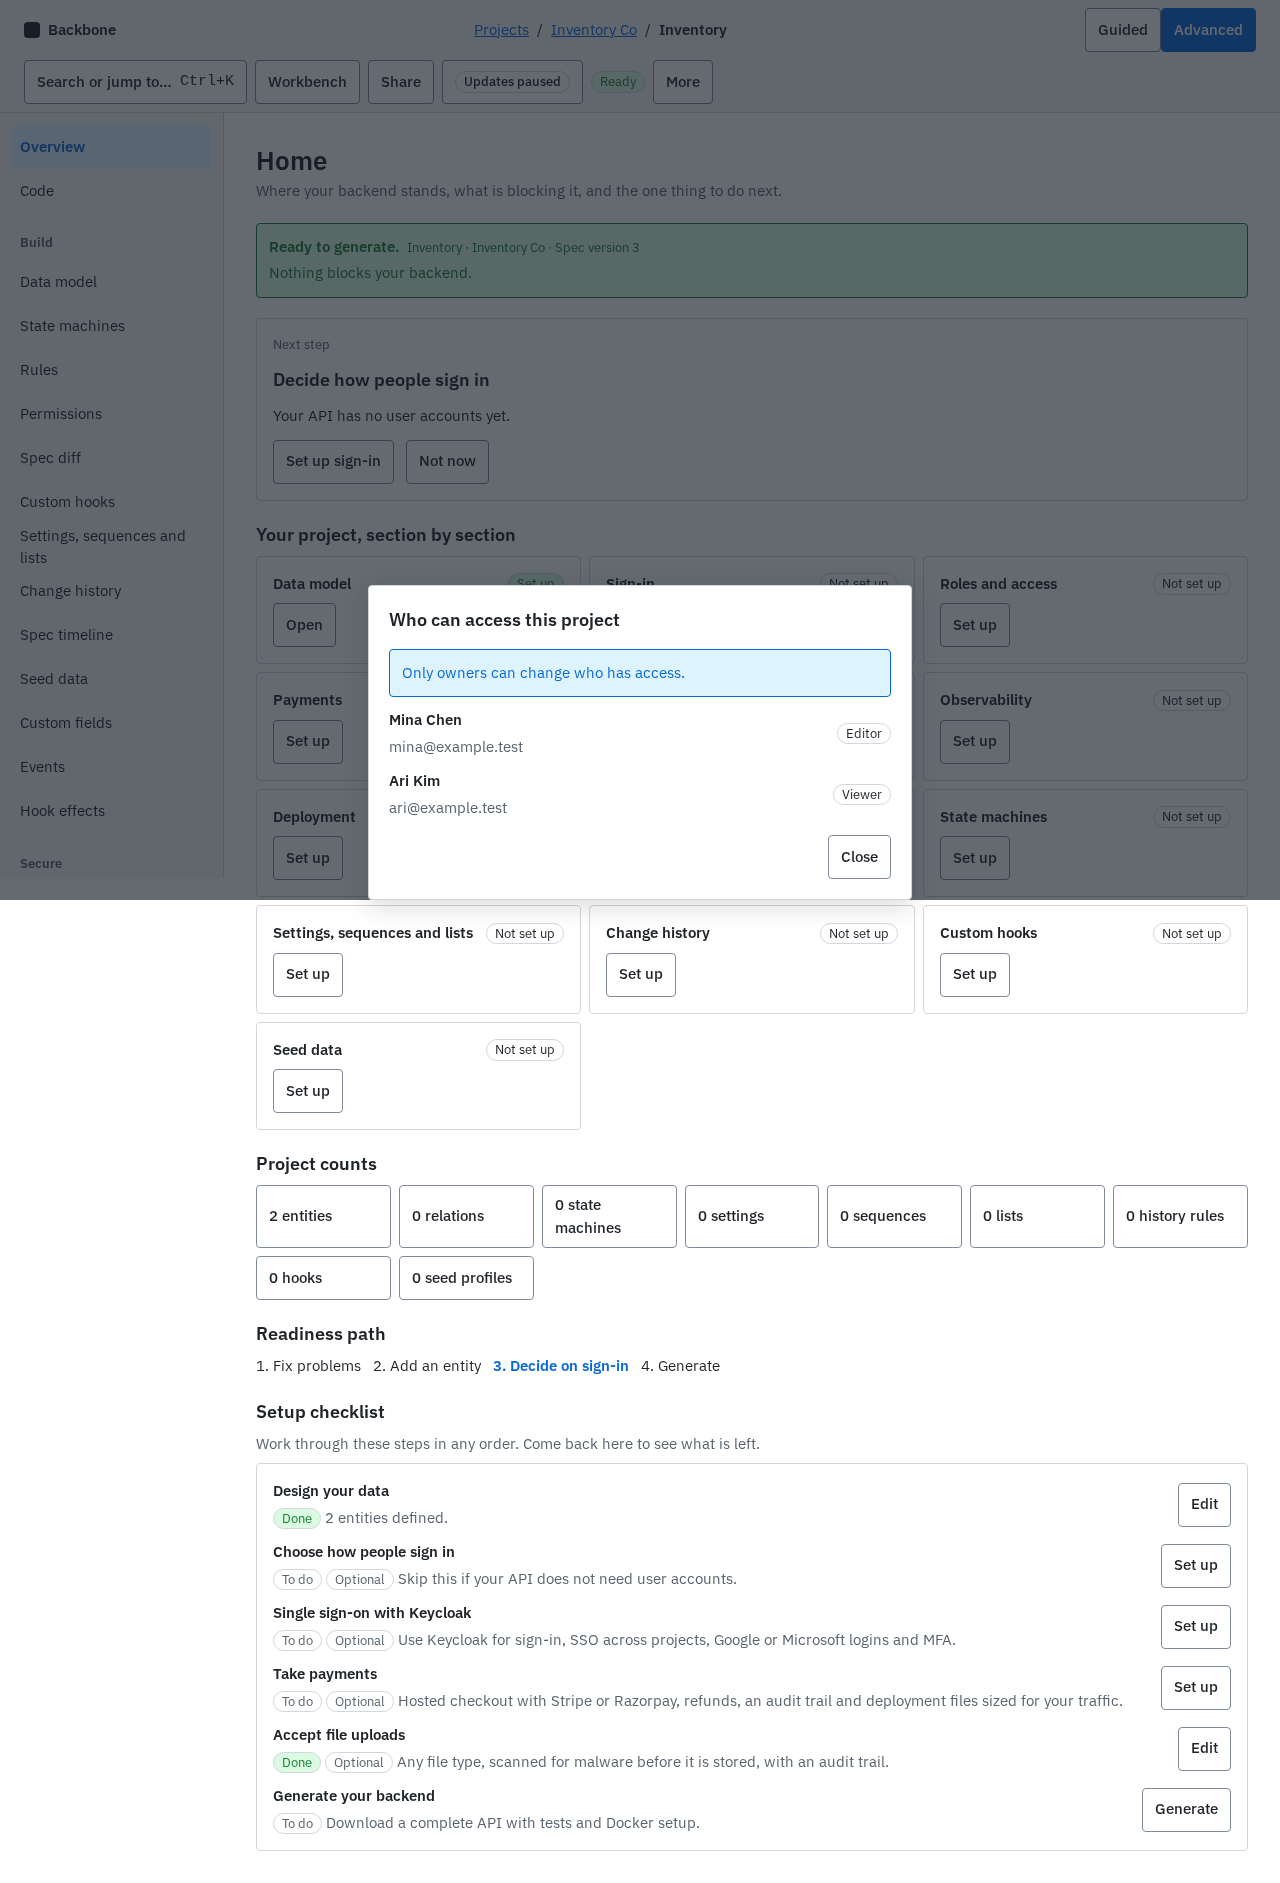 Backbone
Projects / Inventory Co / Inventory
Guided
Advanced
Search or jump to... Ctrl+K
Workbench
Share
Updates paused
Ready
More
Overview
Code
Build
Data model
State machines
Rules
Permissions
Spec diff
Custom hooks
Settings, sequences and
lists
Change history
Spec timeline
Seed data
Custom fields
Events
Hook effects
Secure
Home
Where your backend stands, what is blocking it, and the one thing to do next.
Ready to generate. Inventory · Inventory Co · Spec version 3
Nothing blocks your backend.
Next step
Decide how people sign in
Your API has no user accounts yet.
Set up sign-in
Not now
Your project, section by section
Data model
Set up
Open
Sign-in
Not set up
Roles and access
Not set up
Set up
Payments
Set up
Observability
Not set up
Set up
Deployment
Set up
State machines
Not set up
Set up
Who can access this project
Only owners can change who has access.
Mina Chen
mina@example.test
Editor
Ari Kim
ari@example.test
Viewer
Close
Settings, sequences and lists
Not set up
Set up
Change history
Not set up
Set up
Custom hooks
Not set up
Set up
Seed data
Not set up
Set up
Project counts
2 entities
0 relations
0 state
machines
0 settings
0 sequences
0 lists
0 history rules
0 hooks
0 seed profiles
Readiness path
1. Fix problems 2. Add an entity 3. Decide on sign-in 4. Generate
Setup checklist
Work through these steps in any order. Come back here to see what is left.
Design your data
Done 2 entities defined.
Edit
Choose how people sign in
To do Optional Skip this if your API does not need user accounts.
Set up
Single sign-on with Keycloak
To do Optional Use Keycloak for sign-in, SSO across projects, Google or Microsoft logins and MFA.
Set up
Take payments
To do Optional Hosted checkout with Stripe or Razorpay, refunds, an audit trail and deployment files sized for your traffic.
Set up
Accept file uploads
Done Optional Any file type, scanned for malware before it is stored, with an audit trail.
Edit
Generate your backend
To do Download a complete API with tests and Docker setup.
Generate